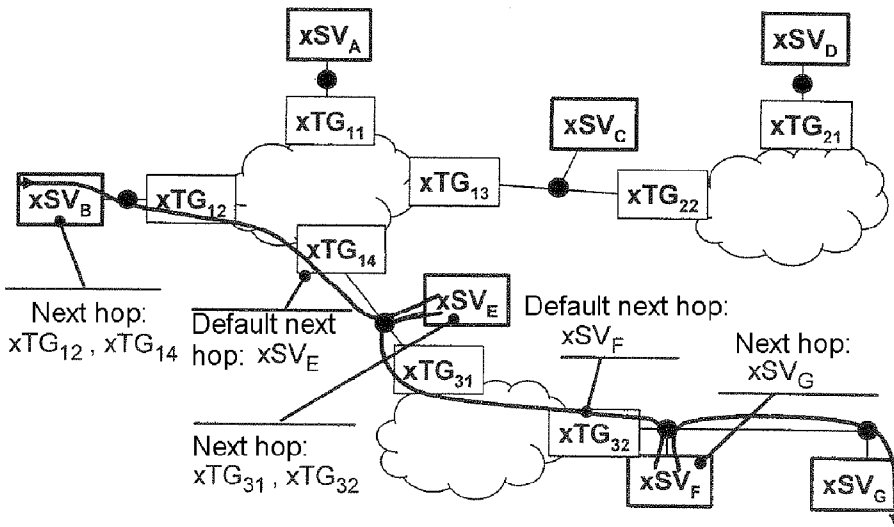 xSV_A
xSV_D
xTG_11
xSV_C
xTG_21
xTG_13
xSV_B
xTG_12
xTG_22
xTG_14
Next hop:
xTG_12 , xTG_14
Default next
hop: xSV_E
xSV_E
Default next hop:
xSV_F
Next hop:
xSV_G
xTG_31
xTG_32
Next hop:
xTG_31 , xTG_32
xSV_F
xSV_G